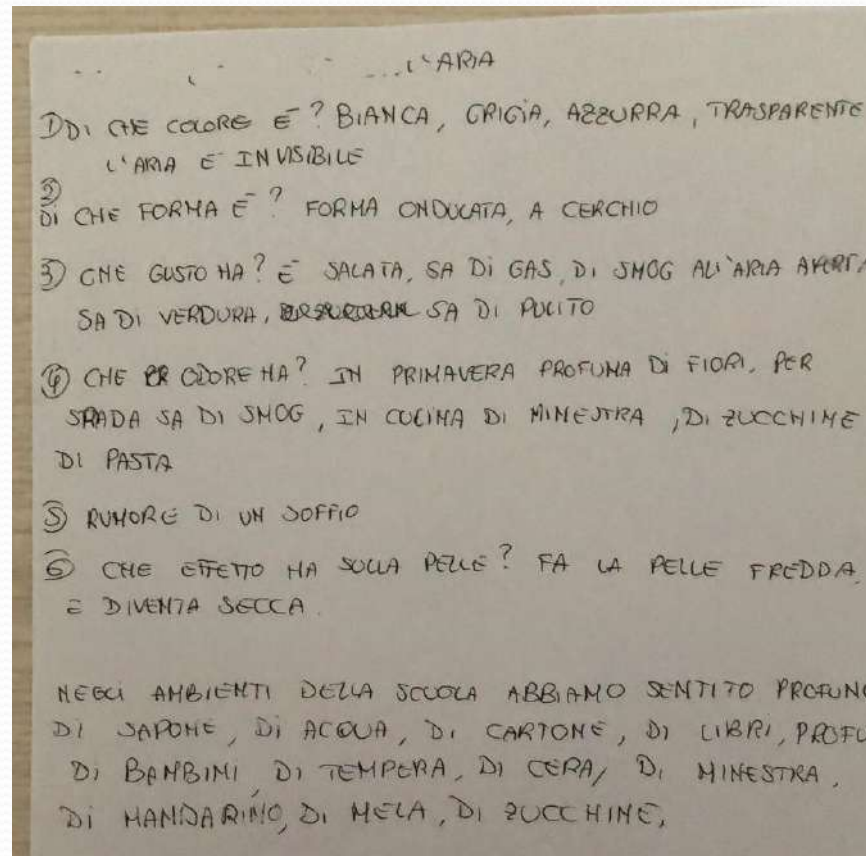 L'ARIA
1) DI CHE COLORE È? BIANCA, GRIGIA, AZZURRA, TRASPARENTE
L'ARIA È INVISIBILE
2)
DI CHE FORMA È? FORMA ONDULATA, A CERCHIO
3) CHE GUSTO HA? È SALATA, SA DI GAS, DI SMOG ALL'ARIA APERTA
SA DI VERDURA, SA DI PULITO
4) CHE ODORE HA? IN PRIMAVERA PROFUMA DI FIORI, PER
STRADA SA DI SMOG, IN CUCINA DI MINESTRA, DI ZUCCHINE
DI PASTA
5) RUMORE DI UN SOFFIO
6) CHE EFFETTO HA SULLA PELLE? FA LA PELLE FREDDA
E DIVENTA SECCA.
NEGLI AMBIENTI DELLA SCUOLA ABBIAMO SENTITO
DI SAPONE, DI ACQUA, DI CARTONE, DI LIBRI,
DI BAMBINI, DI TEMPERA, DI CERA, DI MINESTRA,
DI MANDARINO, DI MELA, DI ZUCCHINE,